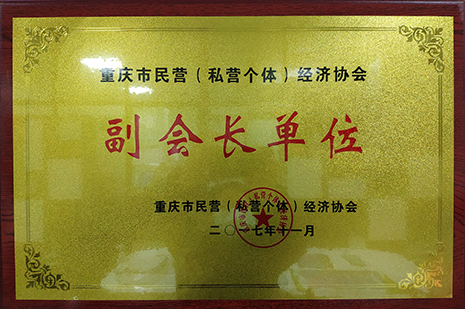 重庆市民营（私营个体）经济协会
副会长单位
重庆市民营（私营个体）经济协会
二〇一七年十一月